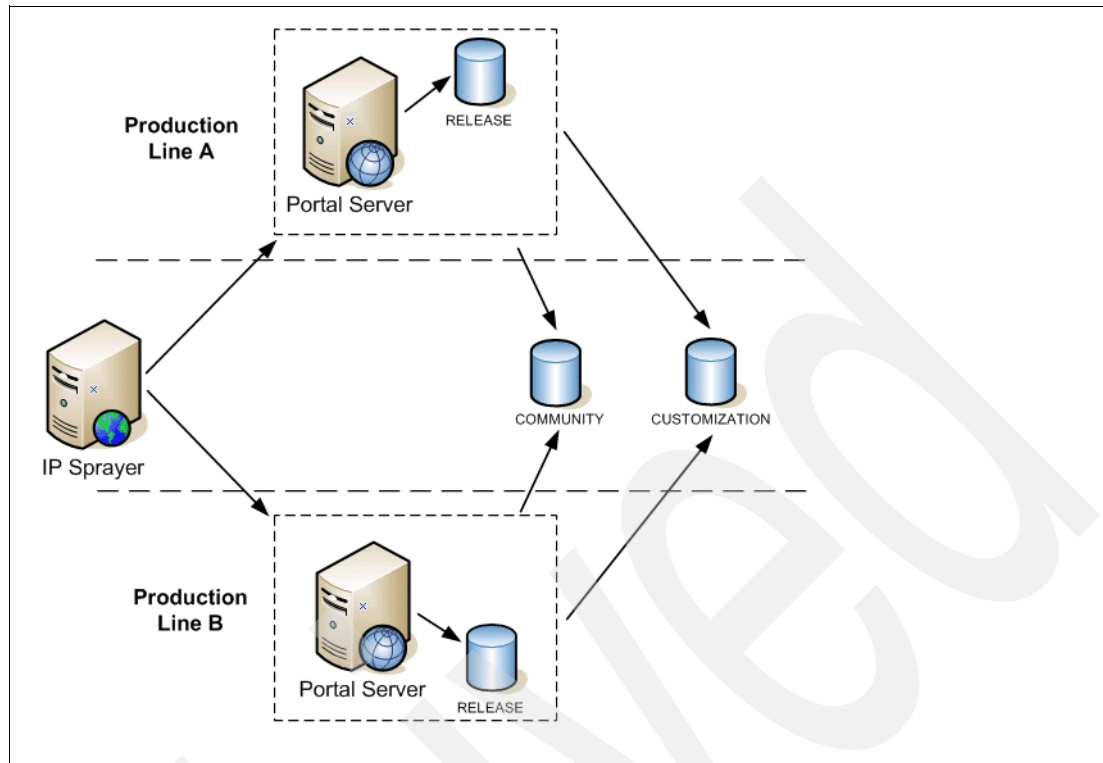 Production
Line A
RELEASE
Portal Server
IP Sprayer
COMMUNITY
CUSTOMIZATION
Production
Line B
Portal Server
RELEASE